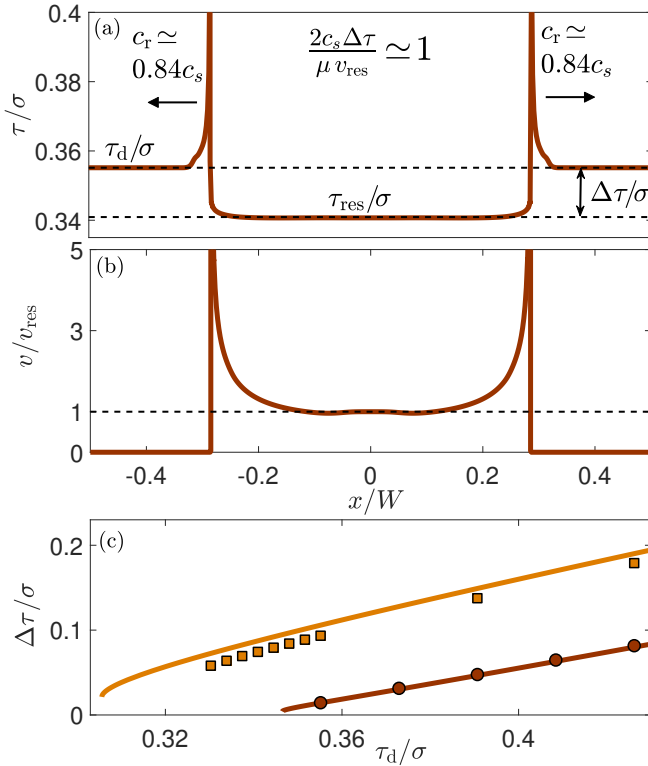 (a)
0.4
0.38
0.36
0.34
τ/σ
c_r ≃
0.84c_s
2c_s Δτ / μ v_res ≃ 1
c_r ≃
0.84c_s
τ_d/σ
τ_res/σ
Δτ/σ
(b)
5
3
1
0
v/v_res
-0.4 -0.2 0 0.2 0.4
x/W
(c)
0.2
0.1
0
Δτ/σ
0.32 0.36 0.4
τ_d/σ